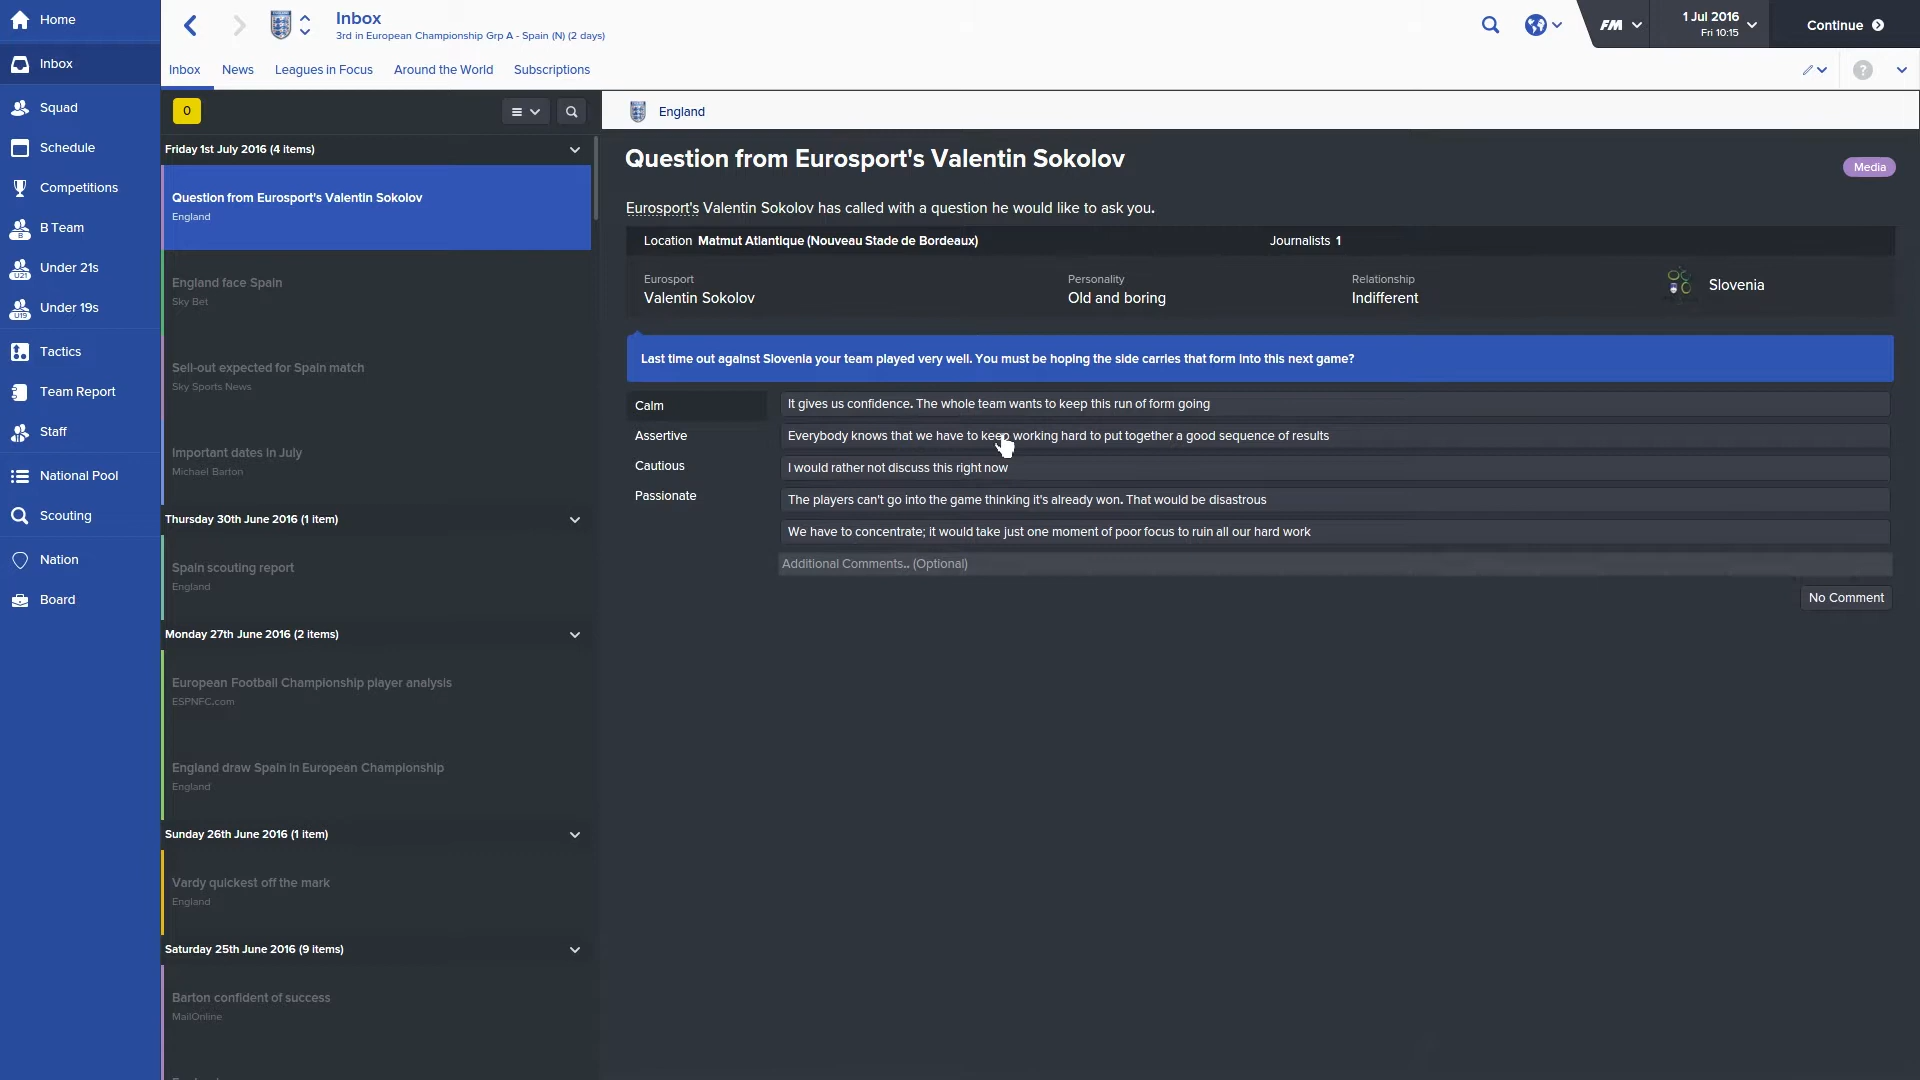 Home
Inbox
Squad
Schedule
Competitions
B Team
Under 21s
Under 19s
Tactics
Team Report
Staff
National Pool
Scouting
Nation
Board
Inbox
3rd in European Championship Grp A - Spain (N) (2 days)
FM
1 Jul 2016
Fri 10:15
Continue
Inbox News Leagues in Focus Around the World Subscriptions
?
0
Friday 1st July 2016 (4 items)
Question from Eurosport's Valentin Sokolov
England
England face Spain
Sky Bet
Sell-out expected for Spain match
Sky Sports News
Important dates in July
Michael Barton
Thursday 30th June 2016 (1 item)
Spain scouting report
England
Monday 27th June 2016 (2 items)
European Football Championship player analysis
ESPNFC.com
England draw Spain in European Championship
England
Sunday 26th June 2016 (1 item)
Vardy quickest off the mark
England
Saturday 25th June 2016 (9 items)
Barton confident of success
MailOnline
England
Question from Eurosport's Valentin Sokolov
Media
Eurosport's Valentin Sokolov has called with a question he would like to ask you.
Location Matmut Atlantique (Nouveau Stade de Bordeaux) Journalists 1
Eurosport Personality Relationship
Valentin Sokolov Old and boring Indifferent Slovenia
Last time out against Slovenia your team played very well. You must be hoping the side carries that form into this next game?
Calm
Assertive
Cautious
Passionate
It gives us confidence. The whole team wants to keep this run of form going
Everybody knows that we have to keep working hard to put together a good sequence of results
I would rather not discuss this right now
The players can't go into the game thinking it's already won. That would be disastrous
We have to concentrate; it would take just one moment of poor focus to ruin all our hard work
Additional Comments.. (Optional)
No Comment